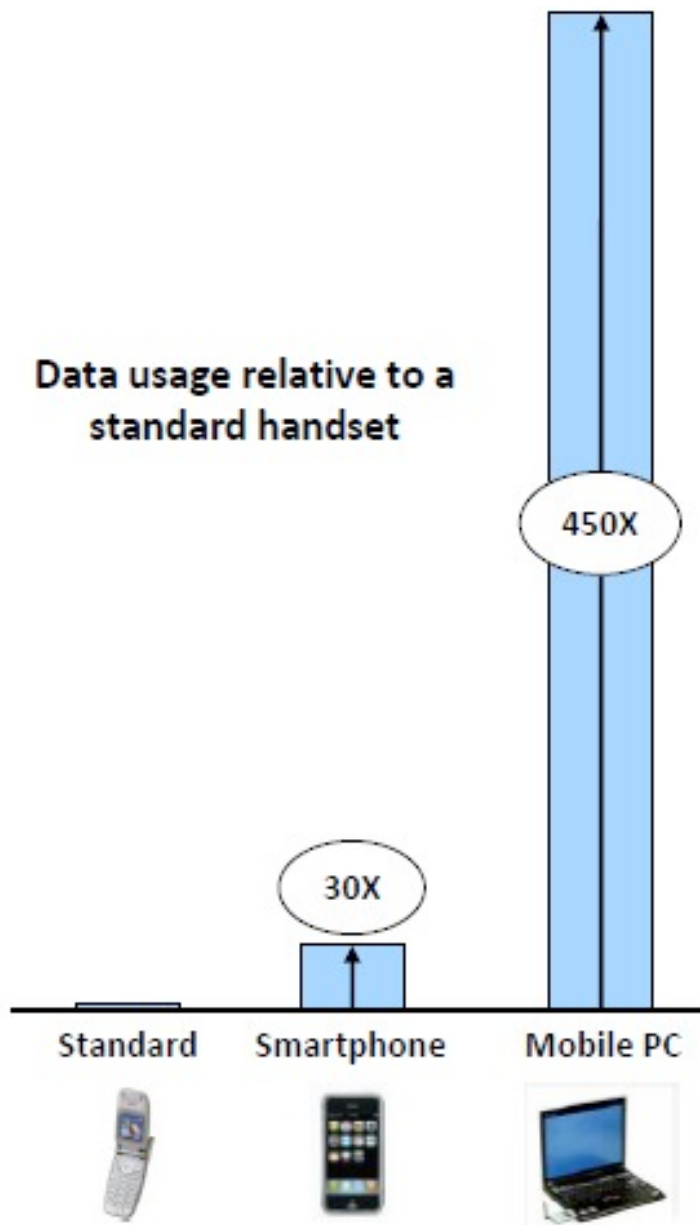 Data usage relative to a
standard handset
450X
30X
Standard Smartphone Mobile PC